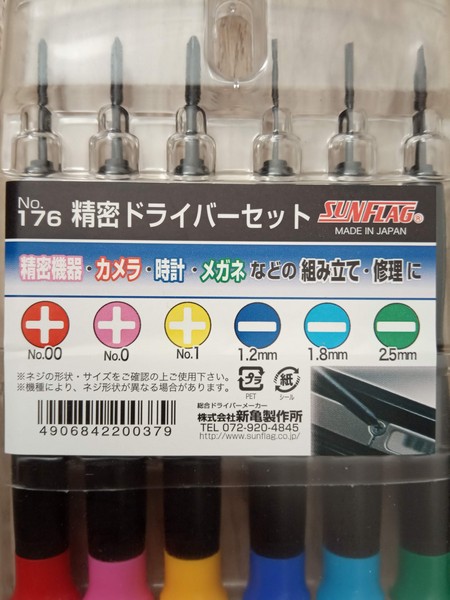 No.
176 精密ドライバーセット SUNFLAG®
MADE IN JAPAN
精密機器・カメラ・時計・メガネ などの 組み立て・修理 に
No.00 No.0 No.1 1.2mm 1.8mm 2.5mm
※ネジの形状・サイズをご確認の上ご使用下さい。
※機種により、ネジ形状が異なる場合があります。
プラ 紙
PET シール
4906842200379
総合ドライバーメーカー
株式会社 新亀製作所
TEL 072-920-4845
http://www.sunflag.co.jp/